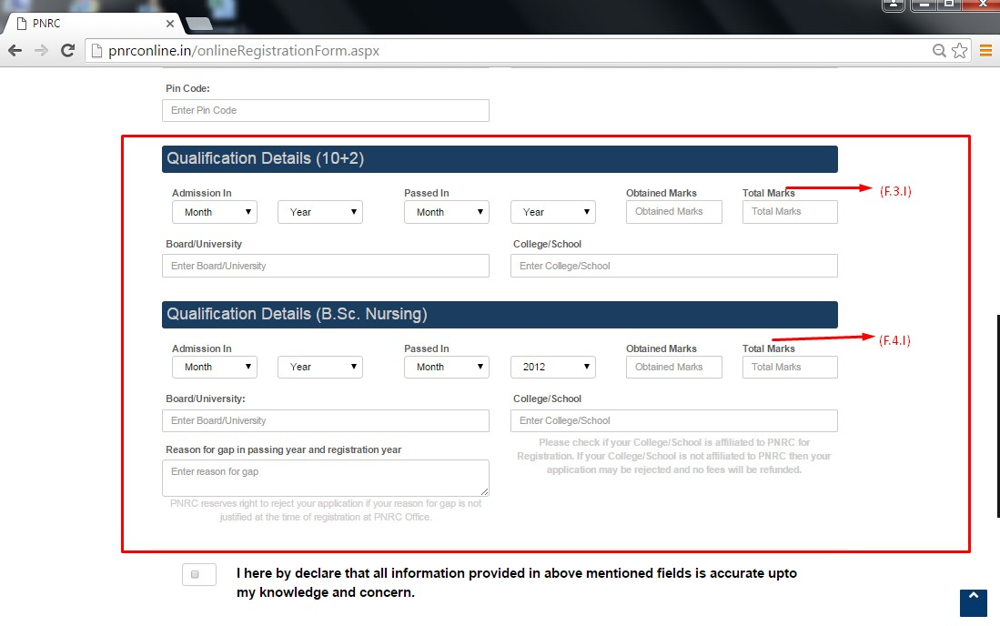 PNRC
pnrconline.in/onlineRegistrationForm.aspx
Pin Code:
Enter Pin Code
Qualification Details (10+2)
Admission In Passed In Obtained Marks Total Marks
Month Year Month Year Obtained Marks Total Marks
(F.3.I)
Board/University College/School
Enter Board/University Enter College/School
Qualification Details (B.Sc. Nursing)
Admission In Passed In Obtained Marks Total Marks
(F.4.I)
Month Year Month 2012 Obtained Marks Total Marks
Board/University: College/School
Enter Board/University Enter College/School
Please check if your College/School is affiliated to PNRC for
Registration. If your College/School is not affiliated to PNRC then your
application may be rejected and no fees will be refunded.
Reason for gap in passing year and registration year
Enter reason for gap
PNRC reserves right to reject your application if your reason for gap is not
justified at the time of registration at PNRC Office.
I here by declare that all information provided in above mentioned fields is accurate upto
my knowledge and concern.